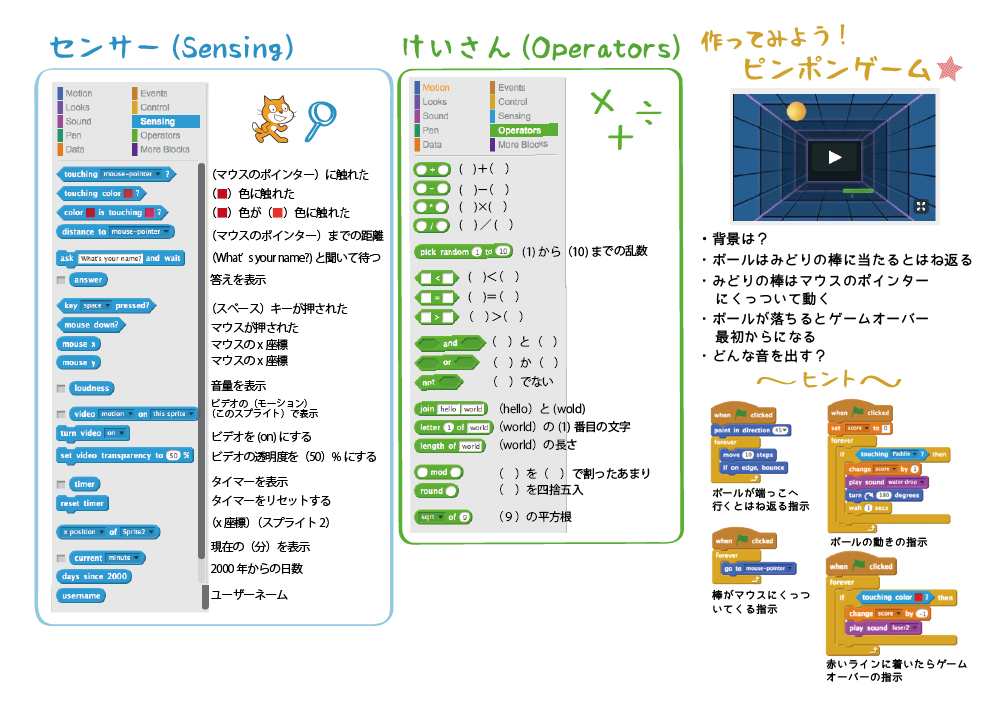 センサー (Sensing)
Motion
Looks
Sound
Pen
Data
Events
Control
Sensing
Operators
More Blocks
touching mouse-pointer ?
(マウスのポインター) に触れた
touching color ?
(■) 色に触れた
color is touching ?
(■) 色が (■) 色に触れた
distance to mouse-pointer
(マウスのポインター) までの距離
ask What's your name? and wait
(What's your name?) と聞いて待つ
answer
答えを表示
key space pressed?
(スペース) キーが押された
mouse down?
マウスが押された
mouse x
マウスの x 座標
mouse y
マウスの x 座標
loudness
音量を表示
video motion on this sprite
ビデオの (モーション)
(このスプライト) で表示
turn video on
ビデオを (on) にする
set video transparency to 50 %
ビデオの透明度を (50) % にする
timer
タイマーを表示
reset timer
タイマーをリセットする
x position of Sprite2
(x 座標) (スプライト 2)
current minute
現在の (分) を表示
days since 2000
2000 年からの日数
username
ユーザーネーム
けいさん (Operators)
Motion
Looks
Sound
Pen
Data
Events
Control
Sensing
Operators
More Blocks
× ÷
+
+
( )+( )
-
( )−( )
*
( )×( )
/
( )／( )
pick random 1 to 10
(1) から (10) までの乱数
<
( )＜( )
=
( )＝( )
>
( )＞( )
and
( ) と ( )
or
( ) か ( )
not
( ) でない
join hello world
(hello) と (wold)
letter 1 of world
(world) の (1) 番目の文字
length of world
(world) の長さ
mod
( ) を ( ) で割ったあまり
round
( ) を四捨五入
sqrt of 9
(9) の平方根
作ってみよう！
ピンポンゲーム
・背景は？
・ボールはみどりの棒に当たるとはね返る
・みどりの棒はマウスのポインター
にくっついて動く
・ボールが落ちるとゲームオーバー
最初からになる
・どんな音を出す？
〜ヒント〜
when clicked
point in direction 45
forever
move 10 steps
if on edge, bounce
ボールが端っこへ
行くとはね返る指示
when clicked
forever
go to mouse-pointer
棒がマウスにくっつ
いてくる指示
when clicked
set score to 0
forever
if touching Paddle ? then
change score by 1
play sound water drop
turn 180 degrees
wait 1 secs
ボールの動きの指示
when clicked
forever
if touching color ? then
change score by -1
play sound laser2
赤いラインに着いたらゲーム
オーバーの指示